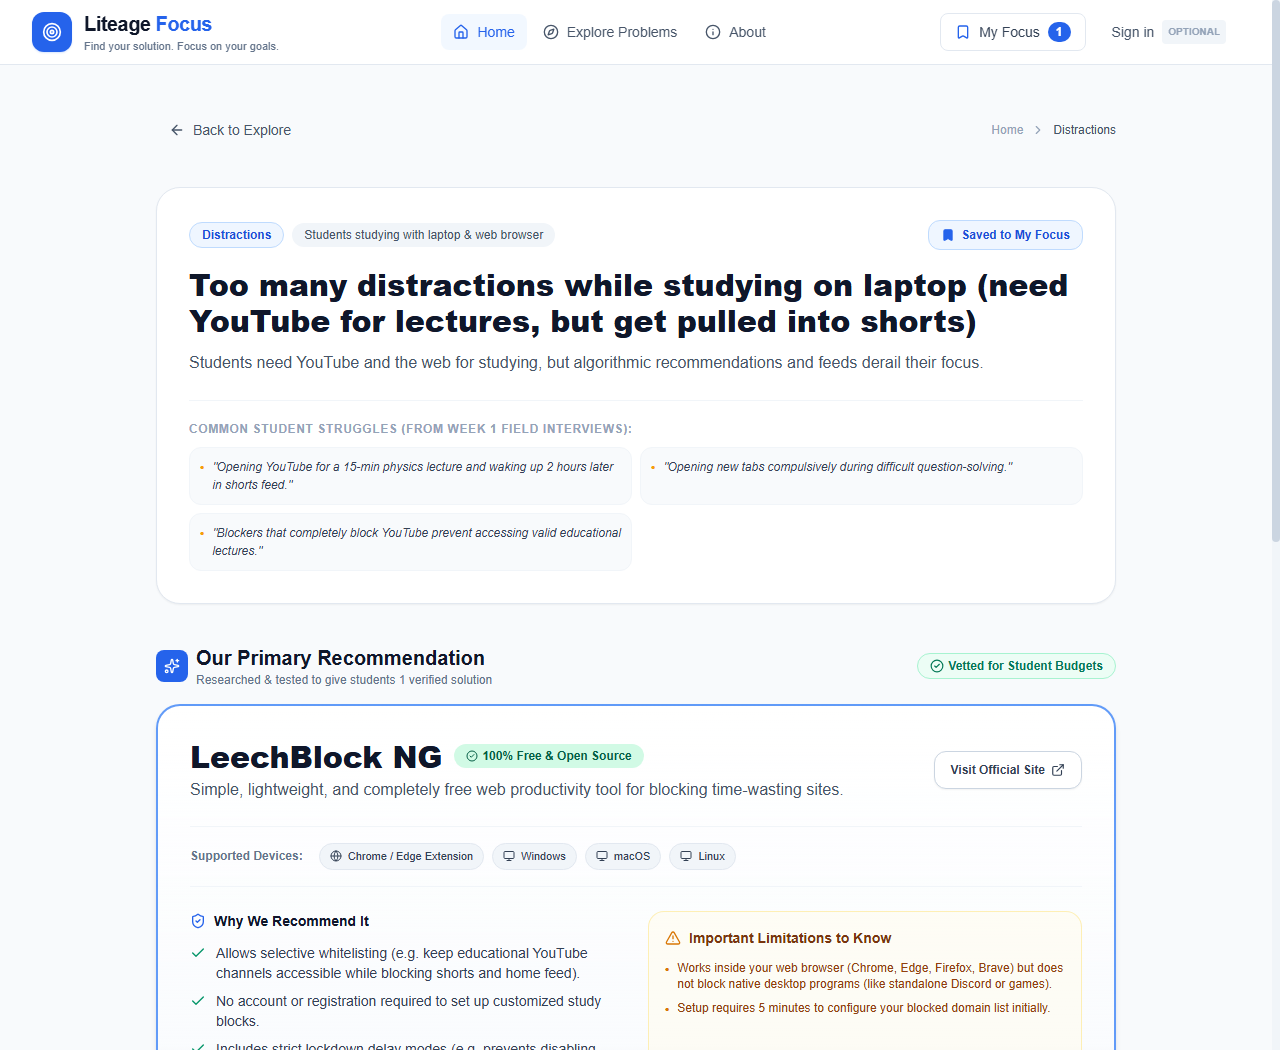 Liteage Focus
Find your solution. Focus on your goals.
Home
Explore Problems
About
My Focus 1
Sign in OPTIONAL
Back to Explore
Home > Distractions
Distractions
Students studying with laptop & web browser
Saved to My Focus
Too many distractions while studying on laptop (need
YouTube for lectures, but get pulled into shorts)
Students need YouTube and the web for studying, but algorithmic recommendations and feeds derail their focus.
COMMON STUDENT STRUGGLES (FROM WEEK 1 FIELD INTERVIEWS):
• "Opening YouTube for a 15-min physics lecture and waking up 2 hours later
in shorts feed."
• "Opening new tabs compulsively during difficult question-solving."
• "Blockers that completely block YouTube prevent accessing valid educational
lectures."
Our Primary Recommendation
Researched & tested to give students 1 verified solution
Vetted for Student Budgets
LeechBlock NG
100% Free & Open Source
Simple, lightweight, and completely free web productivity tool for blocking time-wasting sites.
Visit Official Site
Supported Devices:
Chrome / Edge Extension
Windows
macOS
Linux
Why We Recommend It
Allows selective whitelisting (e.g. keep educational YouTube
channels accessible while blocking shorts and home feed).
No account or registration required to set up customized study
blocks.
Includes strict lockdown delay modes (e.g. prevents disabling
Important Limitations to Know
• Works inside your web browser (Chrome, Edge, Firefox, Brave) but does
not block native desktop programs (like standalone Discord or games).
• Setup requires 5 minutes to configure your blocked domain list initially.